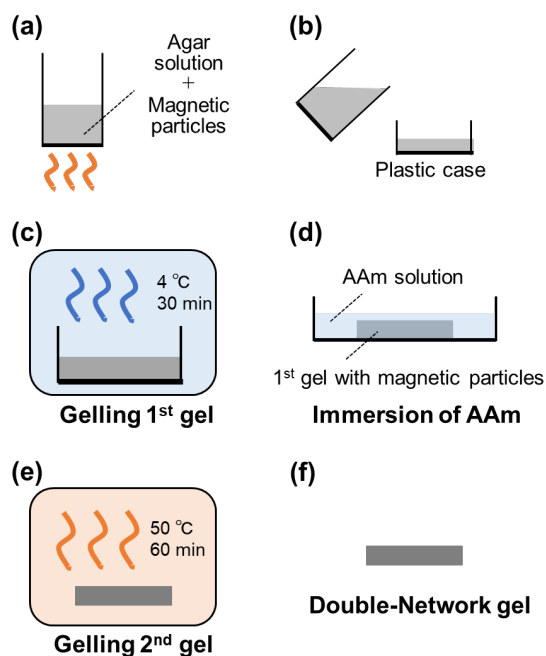 (a)
Agar
solution
+
Magnetic
particles
(b)
Plastic case
(c)
4 ℃
30 min
Gelling 1st gel
(d)
AAm solution
1st gel with magnetic particles
Immersion of AAm
(e)
50 ℃
60 min
Gelling 2nd gel
(f)
Double-Network gel